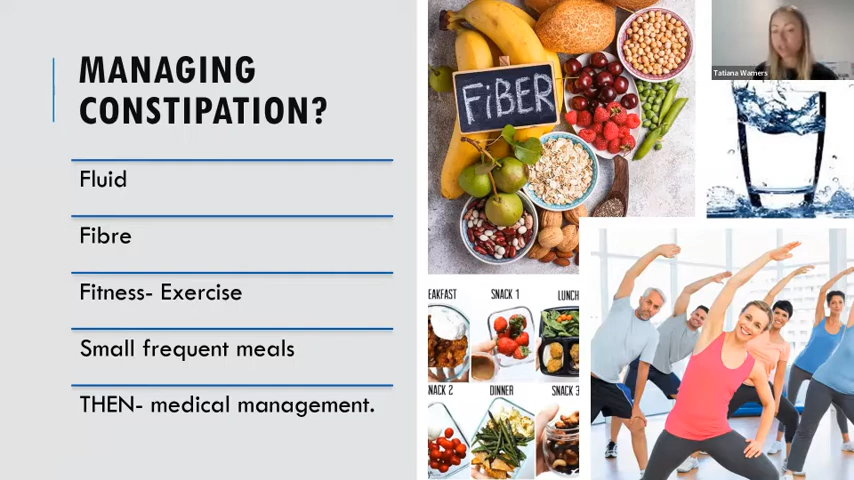 MANAGING
CONSTIPATION?
Fluid
Fibre
Fitness- Exercise
Small frequent meals
THEN- medical management.
FiBER
Tatiana Warners
EAKFAST
SNACK 1
LUNCH
NACK 2
DINNER
SNACK 3